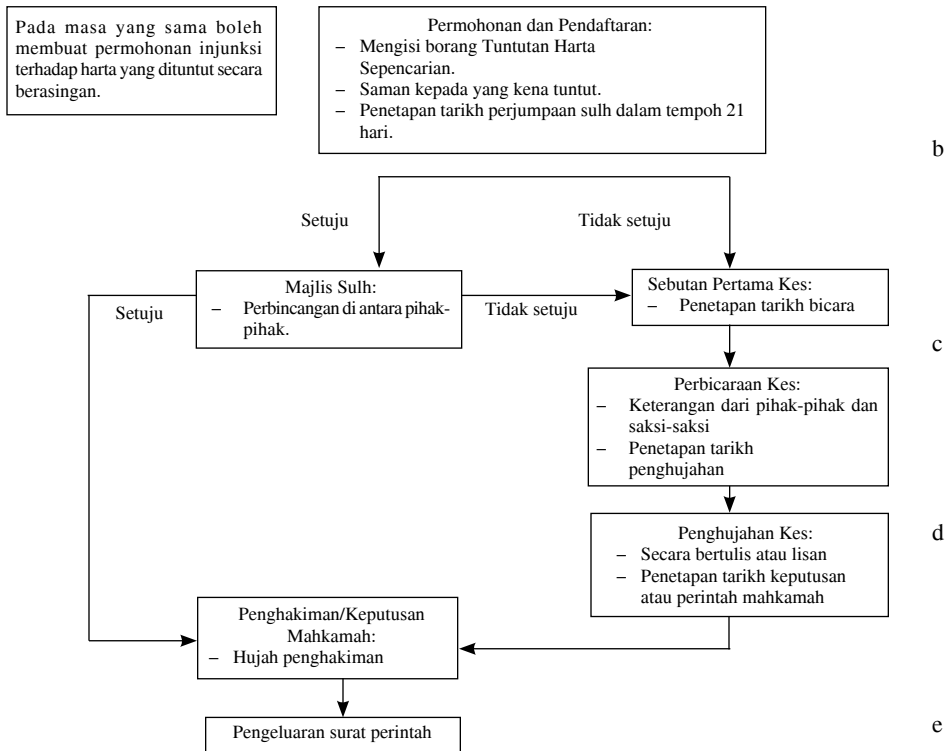 Pada masa yang sama boleh
membuat permohonan injunksi
terhadap harta yang dituntut secara
berasingan.
Permohonan dan Pendaftaran:
– Mengisi borang Tuntutan Harta
Sepencarian.
– Saman kepada yang kena tuntut.
– Penetapan tarikh perjumpaan sulh dalam tempoh 21
hari.
b
Setuju
Tidak setuju
Majlis Sulh:
– Perbincangan di antara pihak-
pihak.
Setuju
Tidak setuju
Sebutan Pertama Kes:
– Penetapan tarikh bicara
c
Perbicaraan Kes:
– Keterangan dari pihak-pihak dan
saksi-saksi
– Penetapan tarikh
penghujahan
d
Penghujahan Kes:
– Secara bertulis atau lisan
– Penetapan tarikh keputusan
atau perintah mahkamah
Penghakiman/Keputusan
Mahkamah:
– Hujah penghakiman
Pengeluaran surat perintah
e